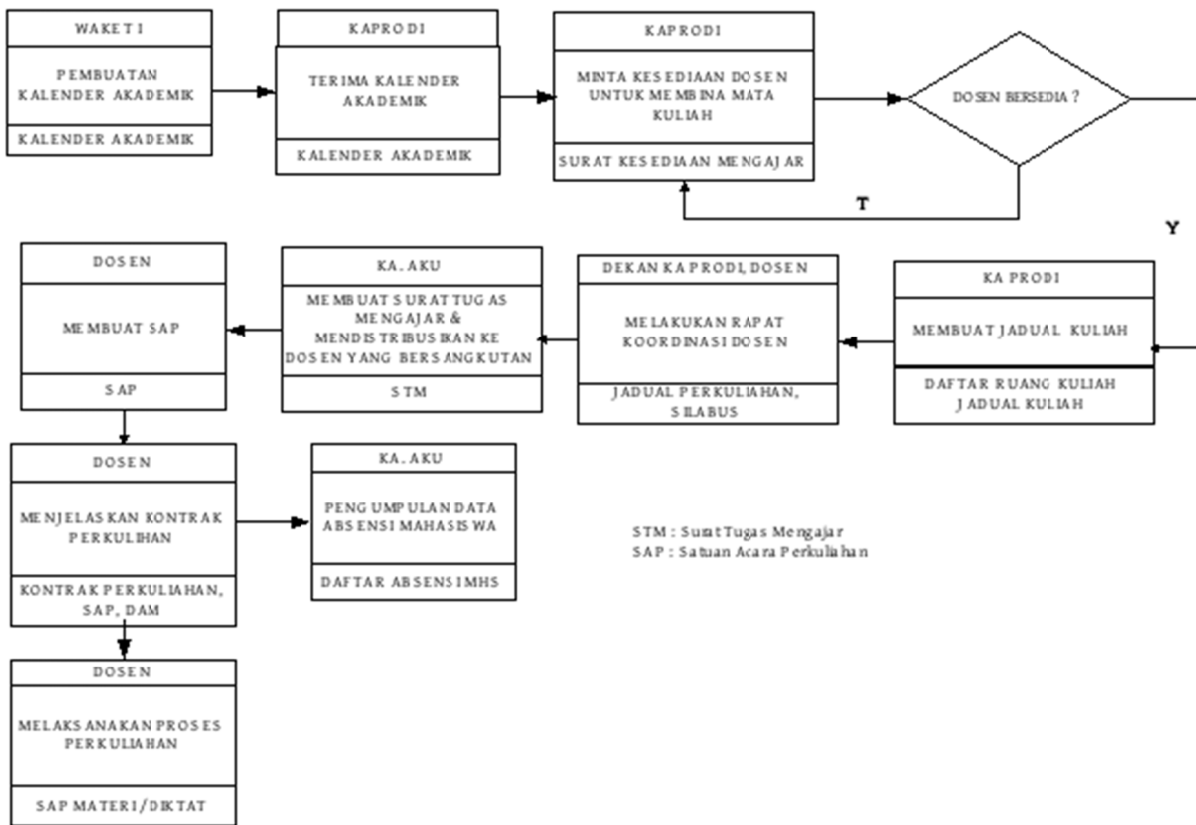 WAKET I
PEMBUATAN
KALENDER AKADEMIK
KALENDER AKADEMIK
KAPRODI
TERIMA KALENDER
AKADEMIK
KALENDER AKADEMIK
KAPRODI
MINTA KESEDIAAN DOSEN
UNTUK MEMBINA MATA
KULIAH
SURAT KESEDIAAN MENGAJAR
DOSEN BERSEDIA ?
T
Y
DOSEN
MEMBUAT SAP
SAP
KA. AKU
MEMBUAT SURAT TUGAS
MENGAJAR &
MENDISTRIBUSIKAN KE
DOSEN YANG BERSANGKUTAN
STM
DEKAN KAPRODI, DOSEN
MELAKUKAN RAPAT
KOORDINASI DOSEN
JADUAL PERKULIAHAN,
SILABUS
KA PRODI
MEMBUAT JADUAL KULIAH
DAFTAR RUANG KULIAH
JADUAL KULIAH
DOSEN
MENJELASKAN KONTRAK
PERKULIHAN
KONTRAK PERKULIAHAN,
SAP, DAM
KA. AKU
PENGUMPULAN DATA
ABSENSI MAHASISWA
DAFTAR ABSENSI MHS
STM : Surat Tugas Mengajar
SAP : Satuan Acara Perkuliahan
DOSEN
MELAKSANAKAN PROSES
PERKULIAHAN
SAP MATERI/DIKTAT